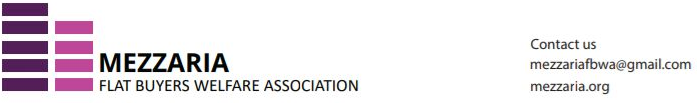 MEZZARIA
FLAT BUYERS WELFARE ASSOCIATION
Contact us
mezzariafbwa@gmail.com
mezzaria.org